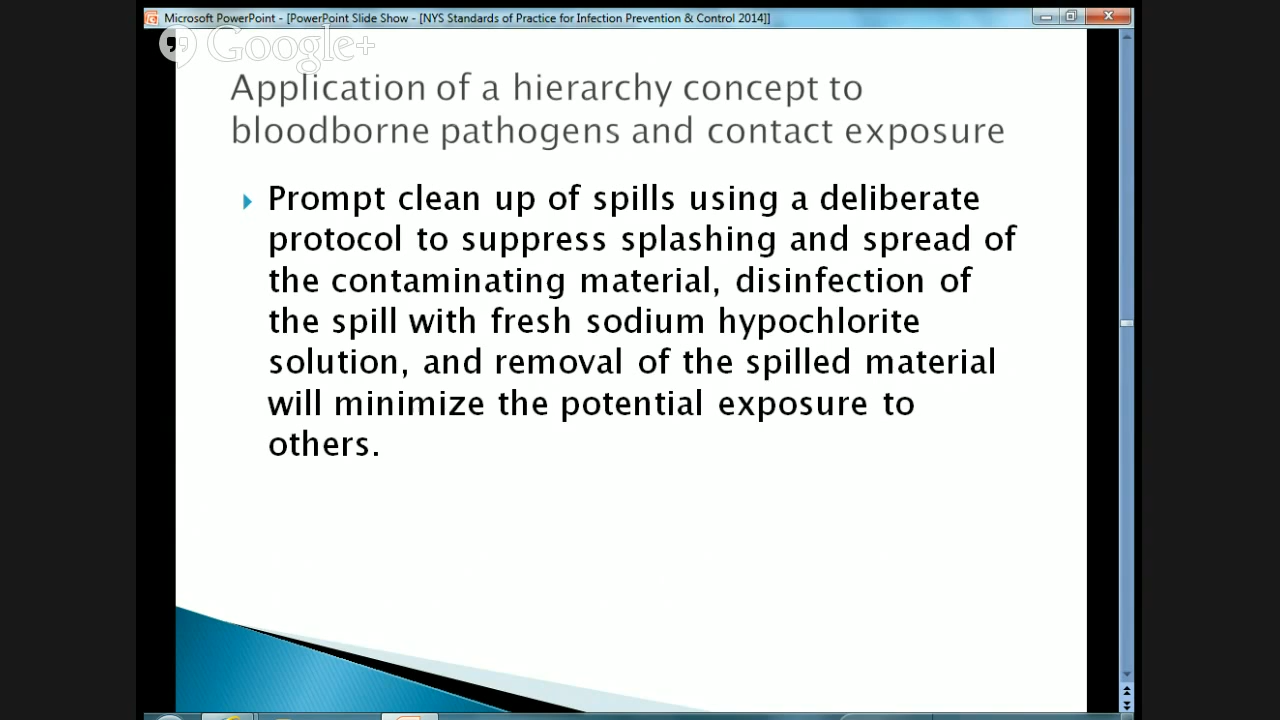 Microsoft PowerPoint - [PowerPoint Slide Show - [NYS Standards of Practice for Infection Prevention & Control 2014]]
Google+
Application of a hierarchy concept to
bloodborne pathogens and contact exposure
Prompt clean up of spills using a deliberate
protocol to suppress splashing and spread of
the contaminating material, disinfection of
the spill with fresh sodium hypochlorite
solution, and removal of the spilled material
will minimize the potential exposure to
others.